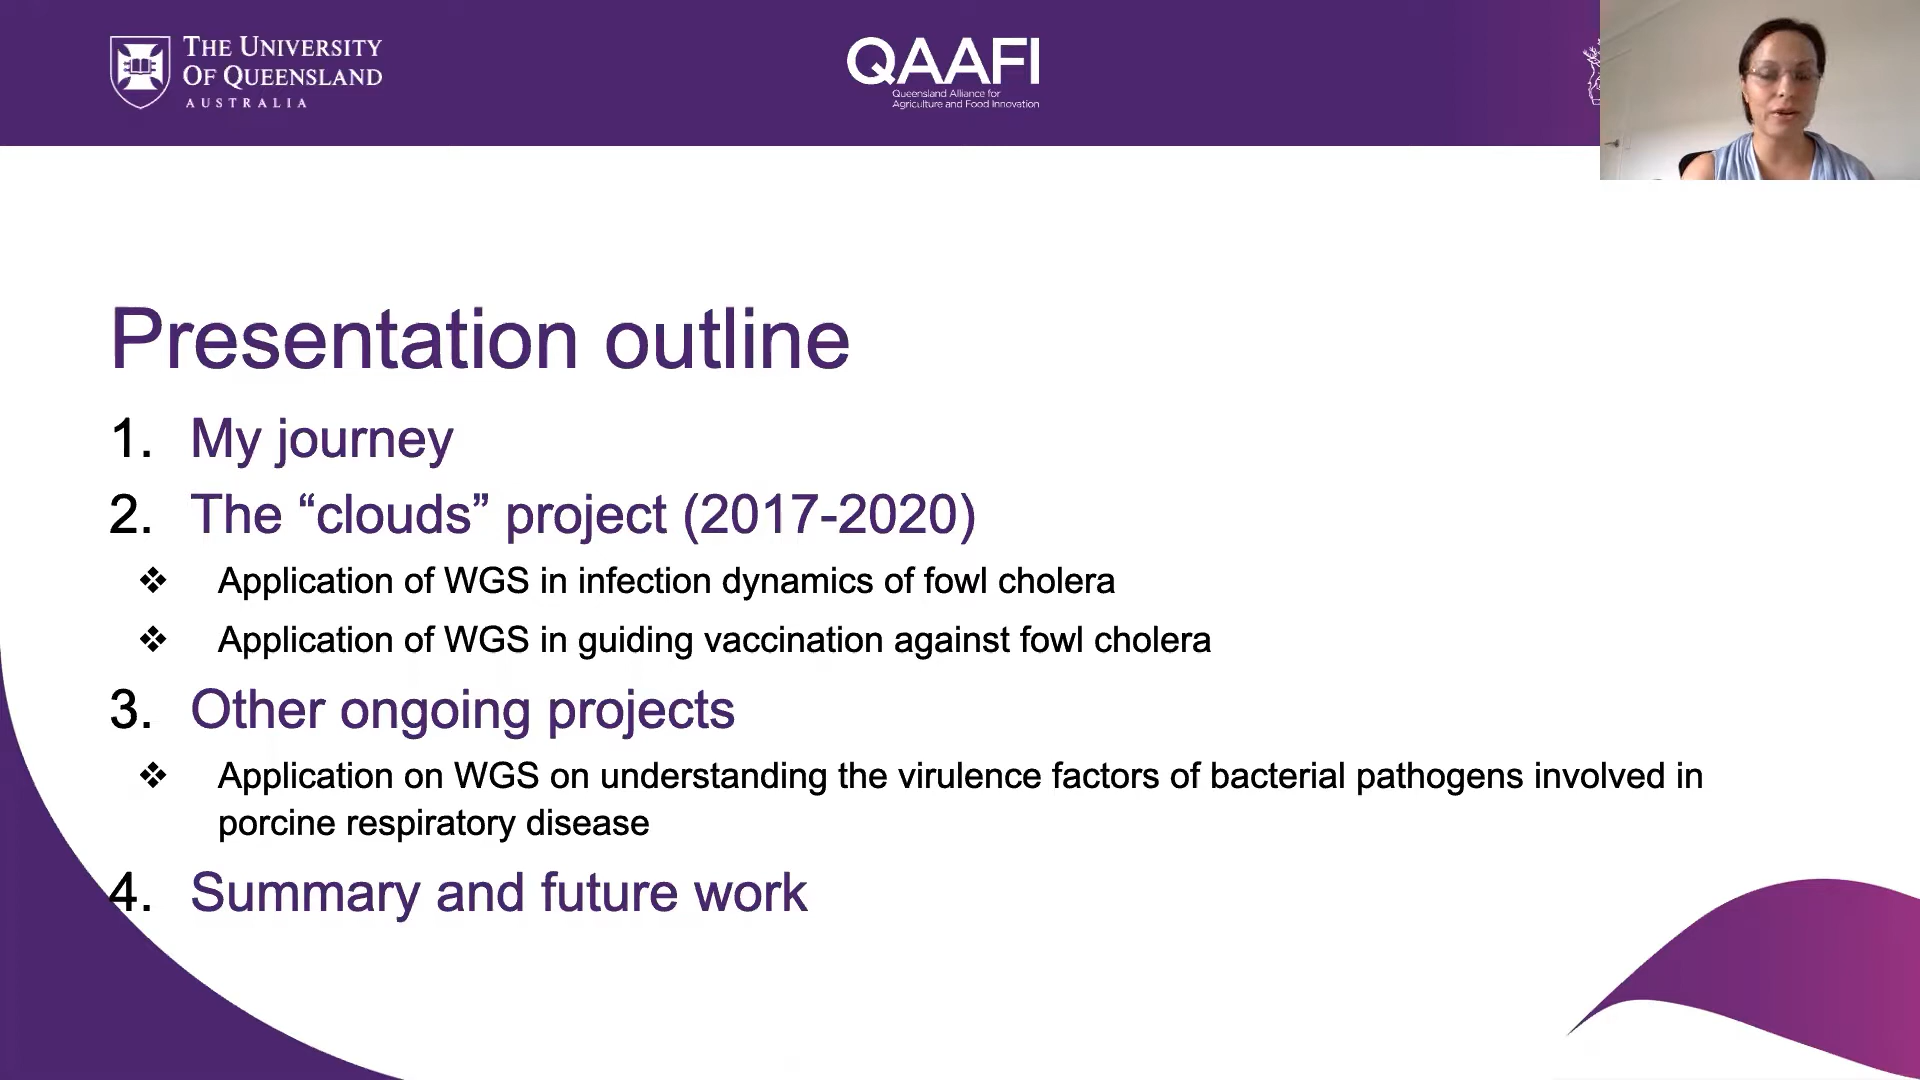 THE UNIVERSITY
OF QUEENSLAND
AUSTRALIA
QAAFI
Queensland Alliance for
Agriculture and Food Innovation
Presentation outline
1. My journey
2. The “clouds” project (2017-2020)
❖ Application of WGS in infection dynamics of fowl cholera
❖ Application of WGS in guiding vaccination against fowl cholera
3. Other ongoing projects
❖ Application on WGS on understanding the virulence factors of bacterial pathogens involved in
porcine respiratory disease
4. Summary and future work